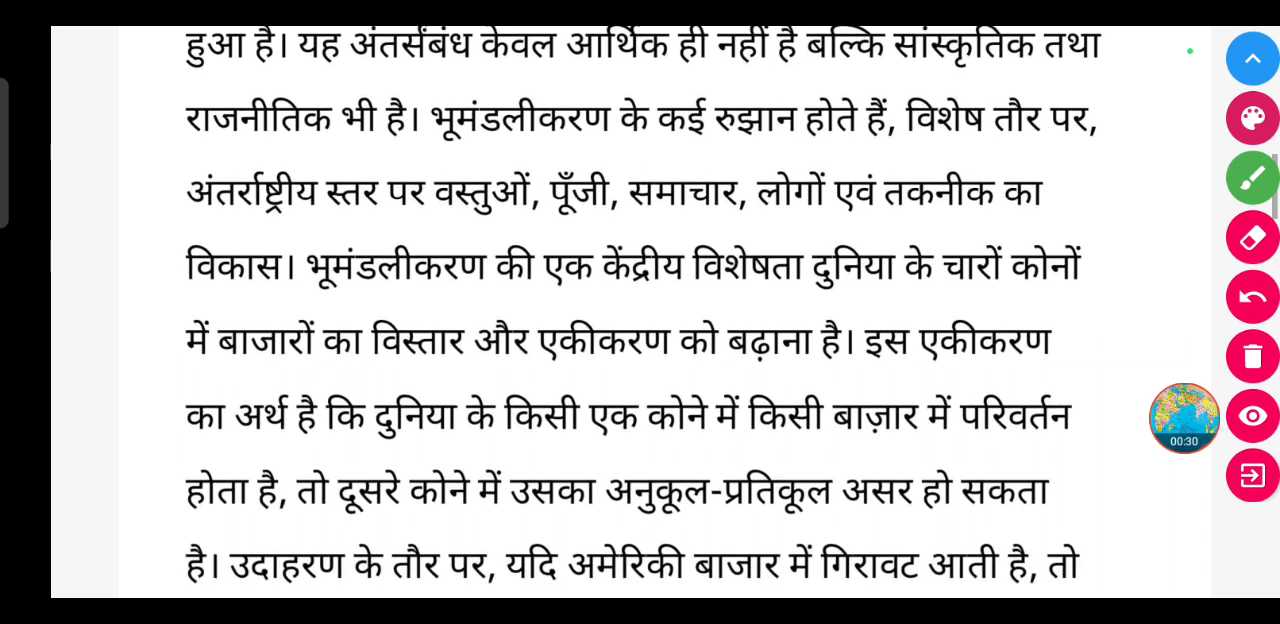 हुआ है। यह अंतर्संबंध केवल आर्थिक ही नहीं है बल्कि सांस्कृतिक तथा
राजनीतिक भी है। भूमंडलीकरण के कई रुझान होते हैं, विशेष तौर पर,
अंतर्राष्ट्रीय स्तर पर वस्तुओं, पूँजी, समाचार, लोगों एवं तकनीक का
विकास। भूमंडलीकरण की एक केंद्रीय विशेषता दुनिया के चारों कोनों
में बाजारों का विस्तार और एकीकरण को बढ़ाना है। इस एकीकरण
का अर्थ है कि दुनिया के किसी एक कोने में किसी बाज़ार में परिवर्तन
होता है, तो दूसरे कोने में उसका अनुकूल-प्रतिकूल असर हो सकता
है। उदाहरण के तौर पर, यदि अमेरिकी बाजार में गिरावट आती है, तो
00:30